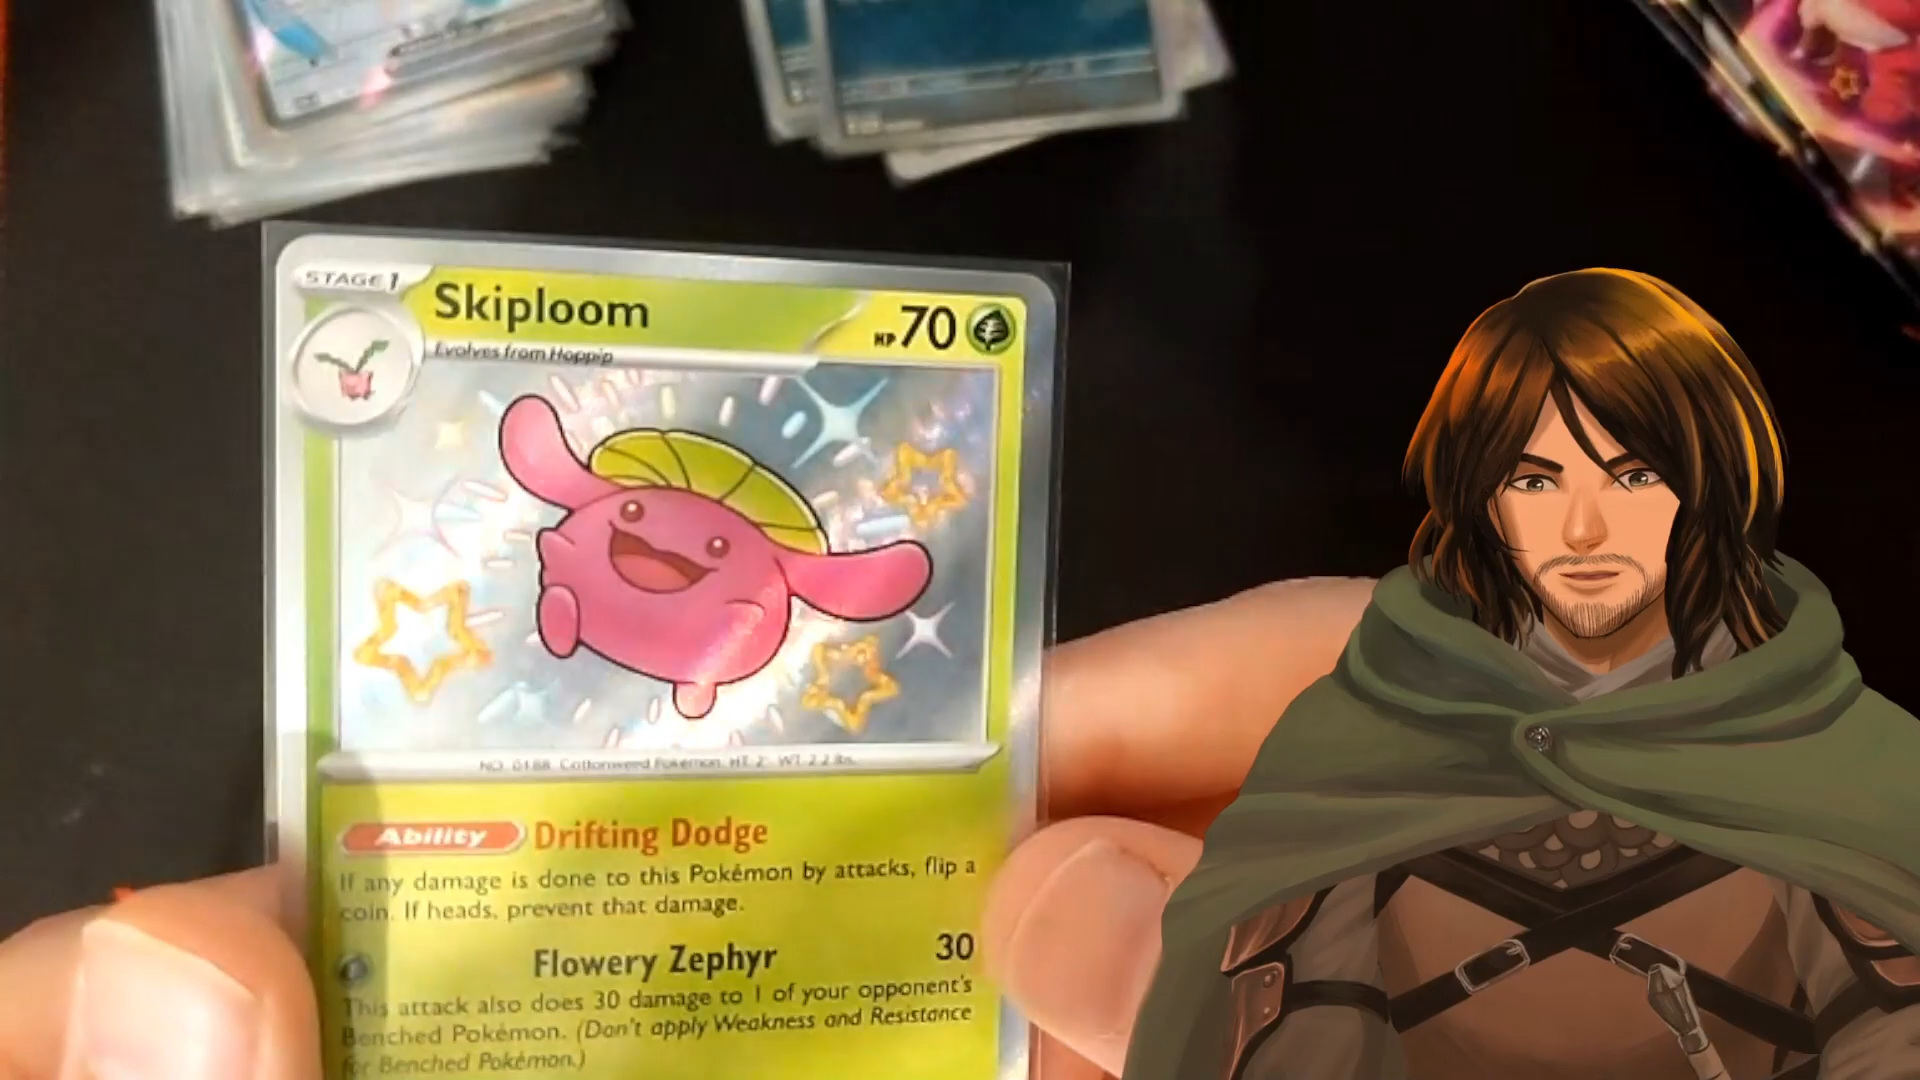 STAGE 1
Skiploom
HP 70
Evolves from Hoppip
NO. 0188 Cottonweed Pokémon HT: 2' WT: 2.2 lbs.
Ability Drifting Dodge
If any damage is done to this Pokémon by attacks, flip a
coin. If heads, prevent that damage.
Flowery Zephyr 30
This attack also does 30 damage to 1 of your opponent's
Benched Pokémon. (Don't apply Weakness and Resistance
for Benched Pokémon.)